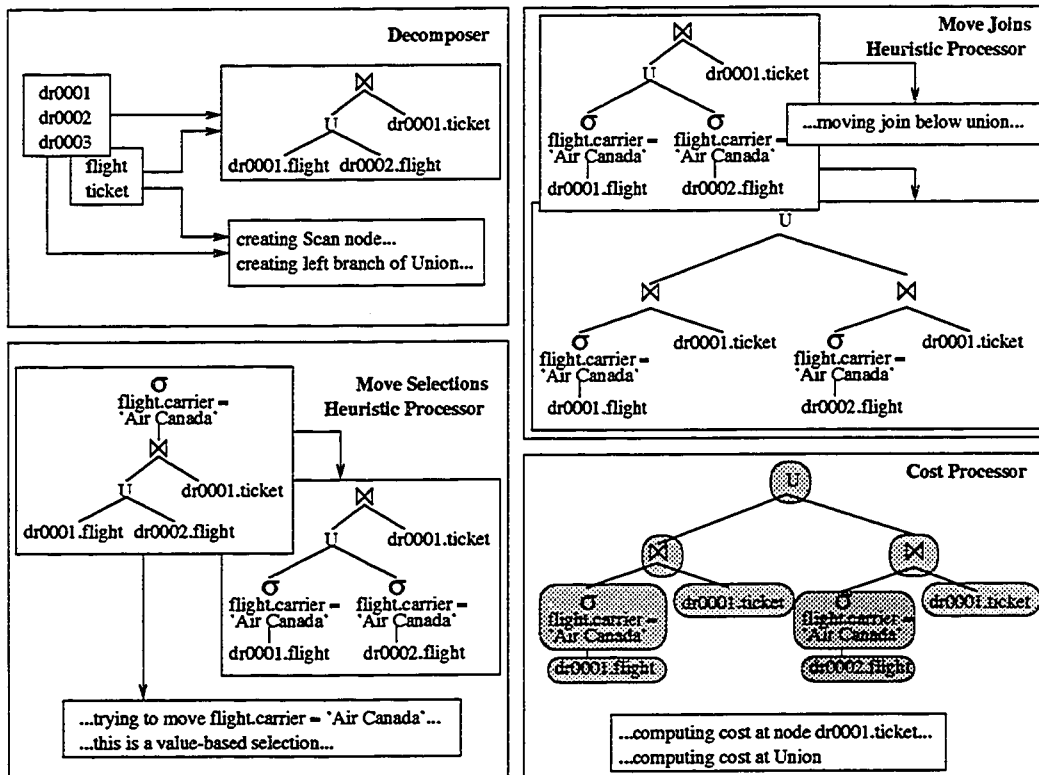 Decomposer
dr0001
dr0002
dr0003
flight
ticket
⋈
U
dr0001.ticket
dr0001.flight
dr0002.flight
creating Scan node...
creating left branch of Union...
Move Selections
Heuristic Processor
σ
flight.carrier =
'Air Canada'
⋈
U
dr0001.ticket
dr0001.flight
dr0002.flight
⋈
U
dr0001.ticket
σ
σ
flight.carrier =
flight.carrier =
'Air Canada'
'Air Canada'
dr0001.flight
dr0002.flight
...trying to move flight.carrier = 'Air Canada'...
...this is a value-based selection...
Move Joins
Heuristic Processor
⋈
U
dr0001.ticket
σ
σ
flight.carrier =
flight.carrier =
'Air Canada'
'Air Canada'
dr0001.flight
dr0002.flight
...moving join below union...
U
⋈
⋈
σ
dr0001.ticket
σ
dr0001.ticket
flight.carrier =
flight.carrier =
'Air Canada'
'Air Canada'
dr0001.flight
dr0002.flight
Cost Processor
U
⋈
⋈
σ
dr0001.ticket
σ
dr0001.ticket
flight.carrier =
flight.carrier =
'Air Canada'
'Air Canada'
dr0001.flight
dr0002.flight
...computing cost at node dr0001.ticket...
...computing cost at Union